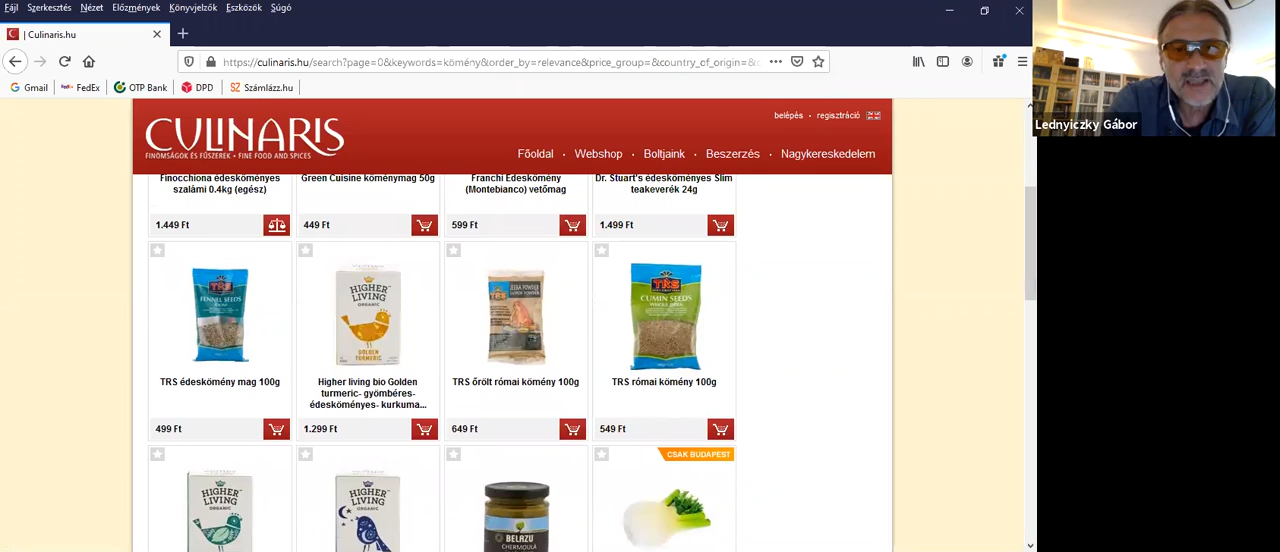 Fájl Szerkesztés Nézet Előzmények Könyvjelzők Eszközök Súgó
| Culinaris.hu
https://culinaris.hu/search?page=0&keywords=kömény&order_by=relevance&price_group=&country_of_origin=&c
Gmail FedEx OTP Bank DPD Számlázz.hu
Lednyiczky Gábor
belépés · regisztráció
CULINARIS
FINOMSÁGOK ÉS FŰSZEREK • FINE FOOD AND SPICES
Főoldal · Webshop · Boltjaink · Beszerzés · Nagykereskedelem
Finocchiona édesköményes szalámi 0.4kg (egész)
Green Cuisine köménymag 50g
Franchi Édeskömény (Montebianco) vetőmag
Dr. Stuart's édesköményes Slim teakeverék 24g
1.449 Ft
449 Ft
599 Ft
1.499 Ft
TRS
FENNEL SEEDS
HIGHER LIVING
ORGANIC
GOLDEN TURMERIC
TRS
JEERA POWDER
TRS
CUMIN SEEDS
TRS édeskömény mag 100g
Higher living bio Golden turmeric- gyömbéres- édesköményes- kurkuma...
TRS őrölt római kömény 100g
TRS római kömény 100g
499 Ft
1.299 Ft
649 Ft
549 Ft
CSAK BUDAPEST
HIGHER LIVING
ORGANIC
HIGHER LIVING
ORGANIC
BELAZU
CHERMOULA